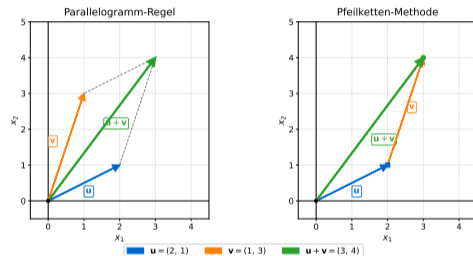 Parallelogramm-Regel
5
4
3
2
1
0
0 1 2 3 4
x₂
x₁
v
u + v
u
Pfeilketten-Methode
5
4
3
2
1
0
0 1 2 3 4
x₂
x₁
v
u + v
u
u = (2, 1) v = (1, 3) u + v = (3, 4)